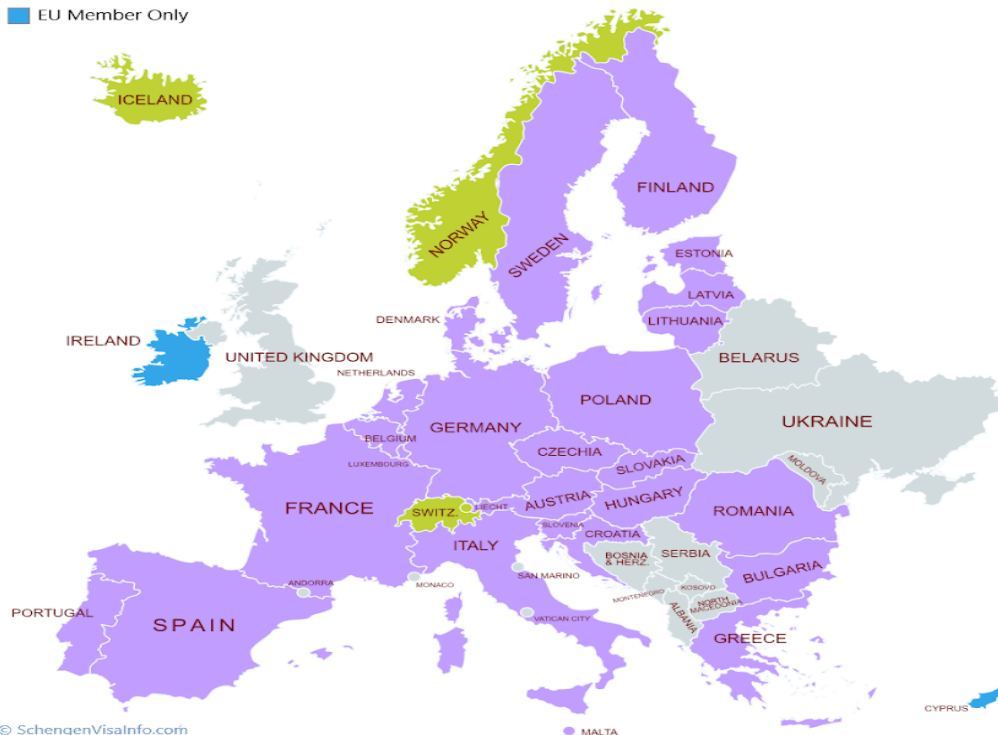 EU Member Only
ICELAND
FINLAND
NORWAY
SWEDEN
ESTONIA
LATVIA
DENMARK
LITHUANIA
IRELAND
UNITED KINGDOM
BELARUS
NETHERLANDS
POLAND
UKRAINE
GERMANY
BELGIUM
CZECHIA
LUXEMBOURG
SLOVAKIA
MOLDOVA
AUSTRIA
HUNGARY
FRANCE
SWITZ.
LIECHT
ROMANIA
SLOVENIA
CROATIA
ITALY
BOSNIA
& HERZ.
SERBIA
SAN MARINO
BULGARIA
ANDORRA
MONACO
KOSOVO
MONTENEGRO
NORTH
MACEDONIA
PORTUGAL
SPAIN
VATICAN CITY
ALBANIA
GREECE
CYPRUS
© SchengenVisaInfo.com
MALTA